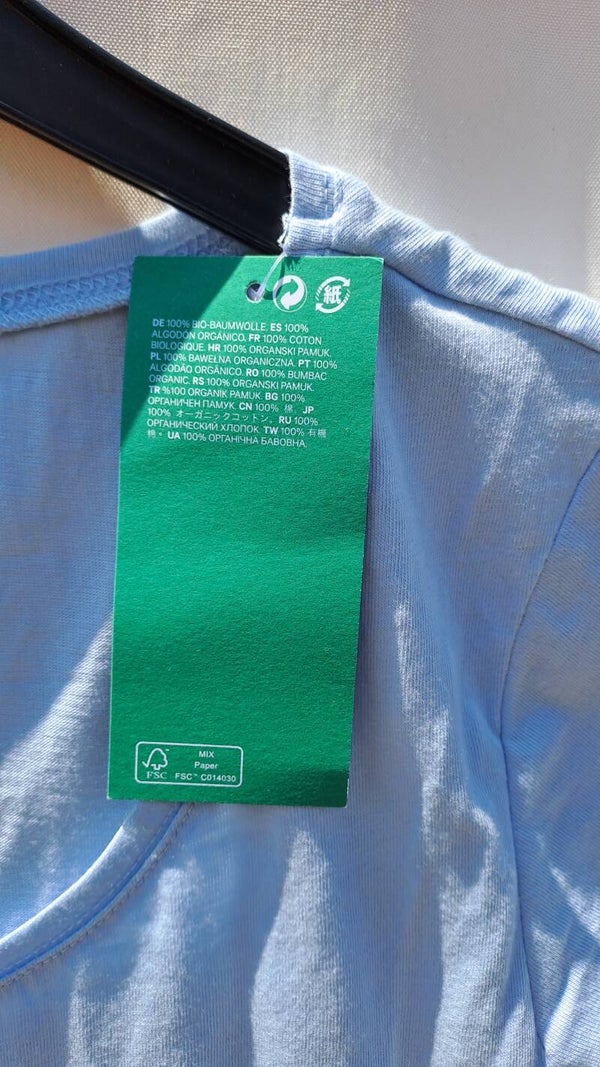 紙
DE 100% BIO-BAUMWOLLE. ES 100%
ALGODÓN ORGÁNICO. FR 100% COTON
BIOLOGIQUE. HR 100% ORGANSKI PAMUK.
PL 100% BAWEŁNA ORGANICZNA. PT 100%
ALGODÃO ORGÂNICO. RO 100% BUMBAC
ORGANIC. RS 100% ORGANSKI PAMUK.
TR %100 ORGANIK PAMUK. BG 100%
ОРГАНИЧЕН ПАМУК. CN 100% 棉。JP
100% オーガニックコットン。RU 100%
ОРГАНИЧЕСКИЙ ХЛОПОК. TW 100% 有機
棉。UA 100% ОРГАНІЧНА БАВОВНА.
MIX
Paper
FSC FSC™ C014030